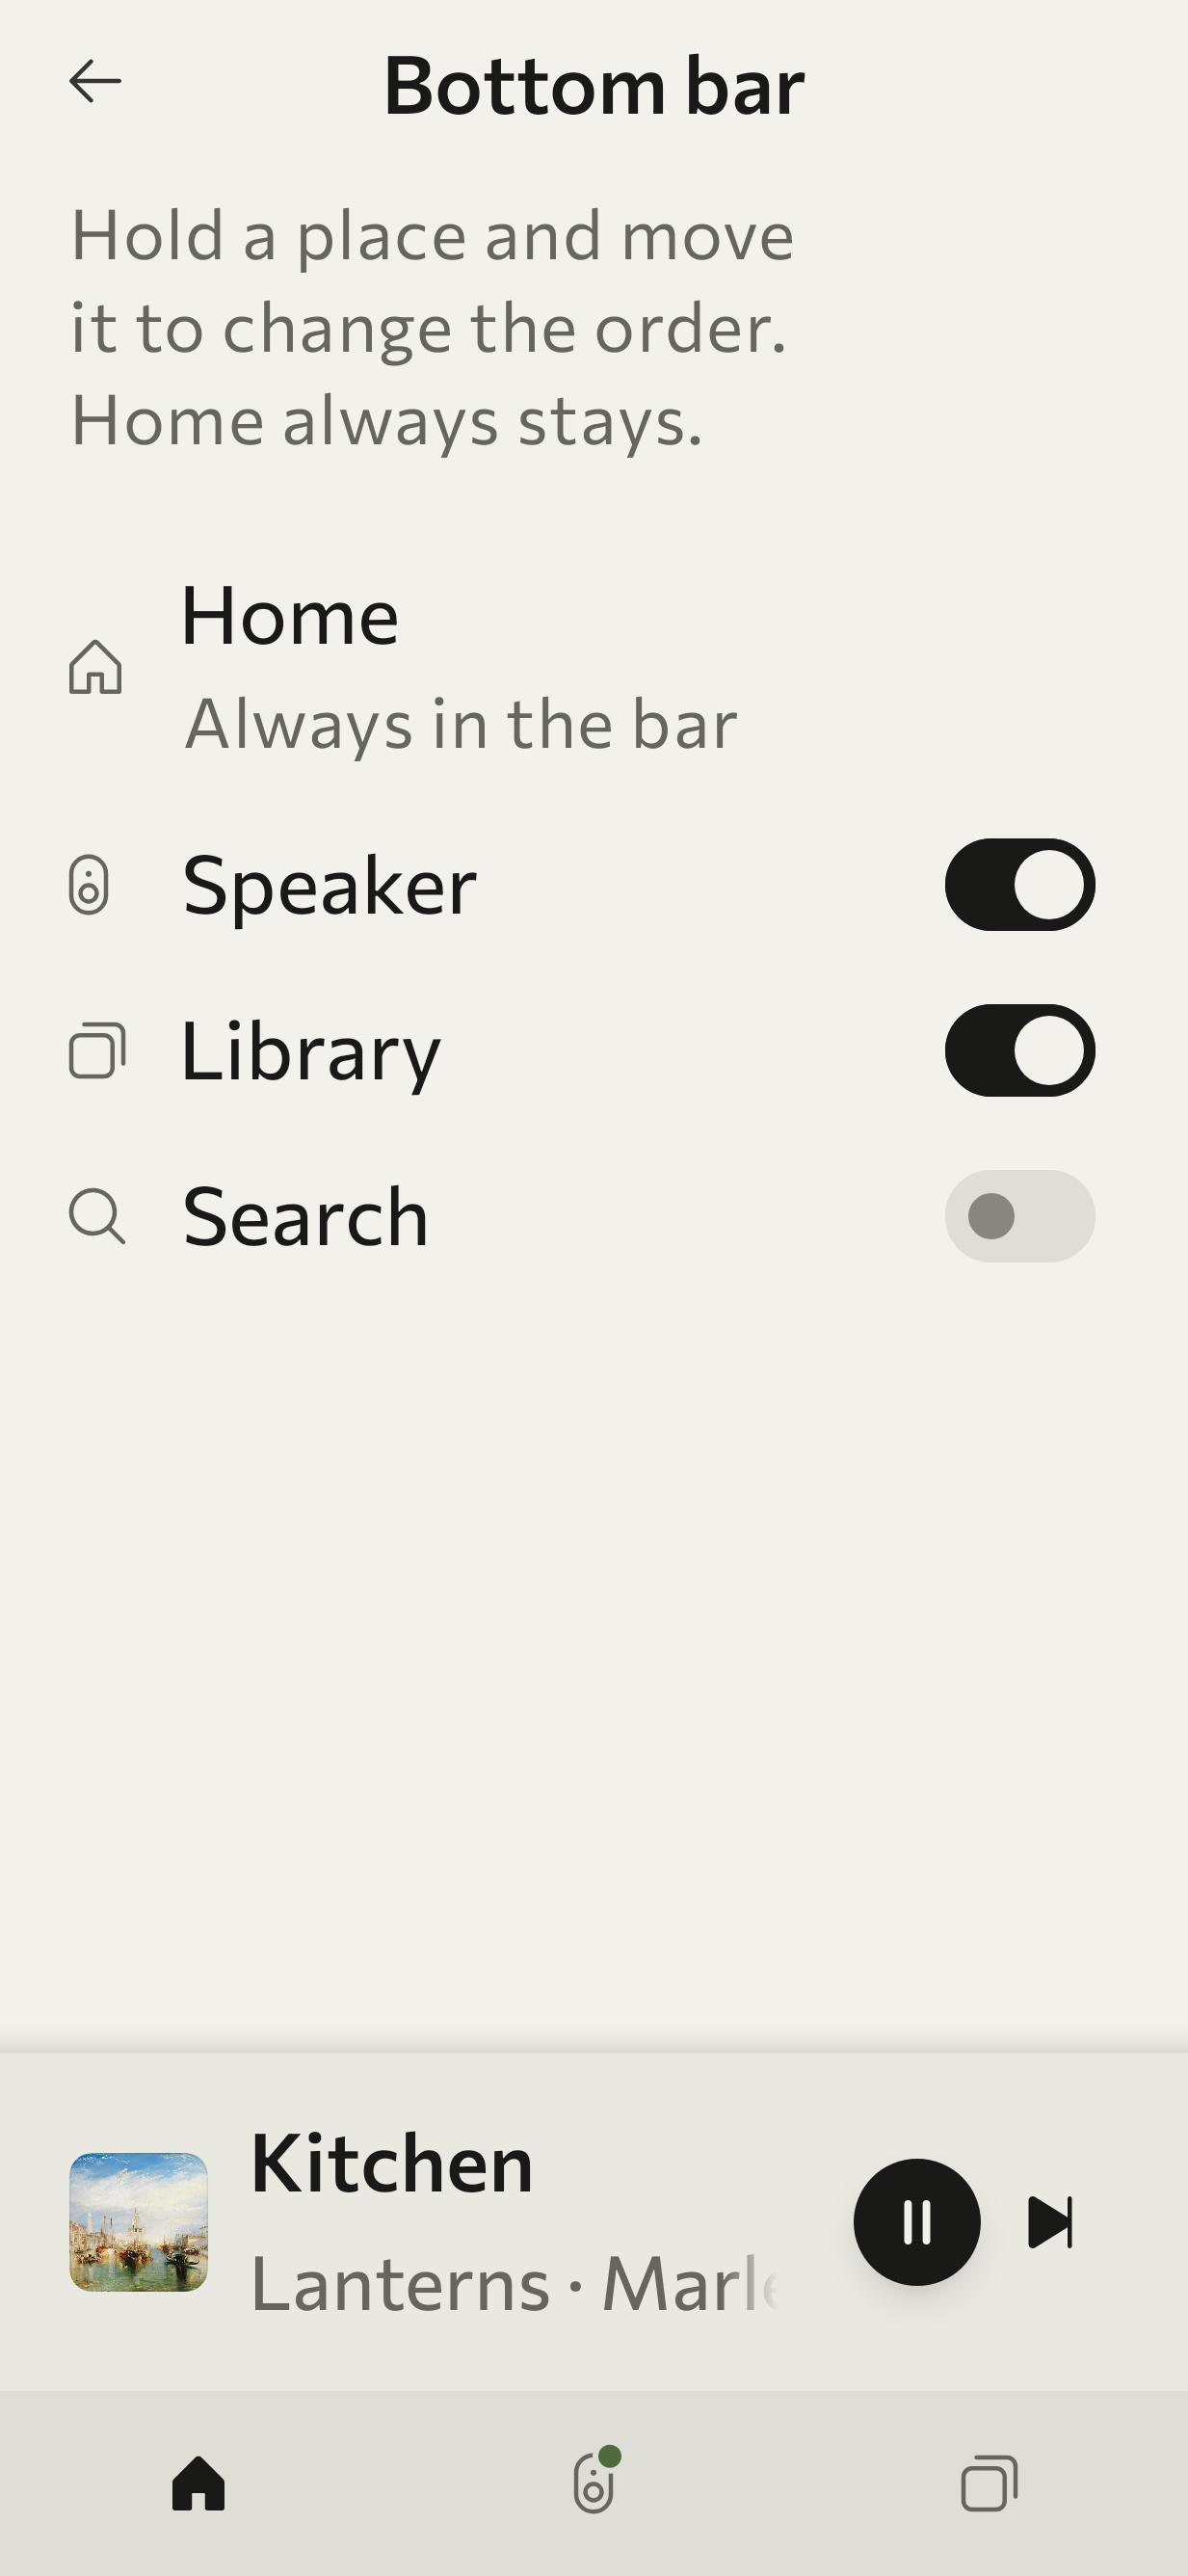 Bottom bar
Hold a place and move
it to change the order.
Home always stays.
Home
Always in the bar
Speaker
Library
Search
Kitchen
Lanterns ·